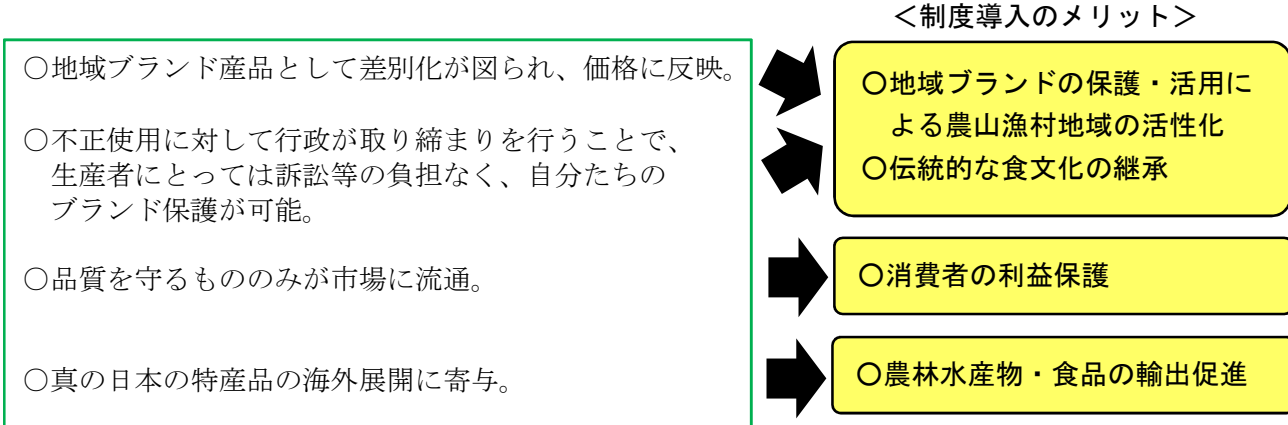 ＜制度導入のメリット＞
○地域ブランド産品として差別化が図られ、価格に反映。
○不正使用に対して行政が取り締まりを行うことで、
生産者にとっては訴訟等の負担なく、自分たちの
ブランド保護が可能。
○品質を守るもののみが市場に流通。
○真の日本の特産品の海外展開に寄与。
○地域ブランドの保護・活用に
よる農山漁村地域の活性化
○伝統的な食文化の継承
○消費者の利益保護
○農林水産物・食品の輸出促進